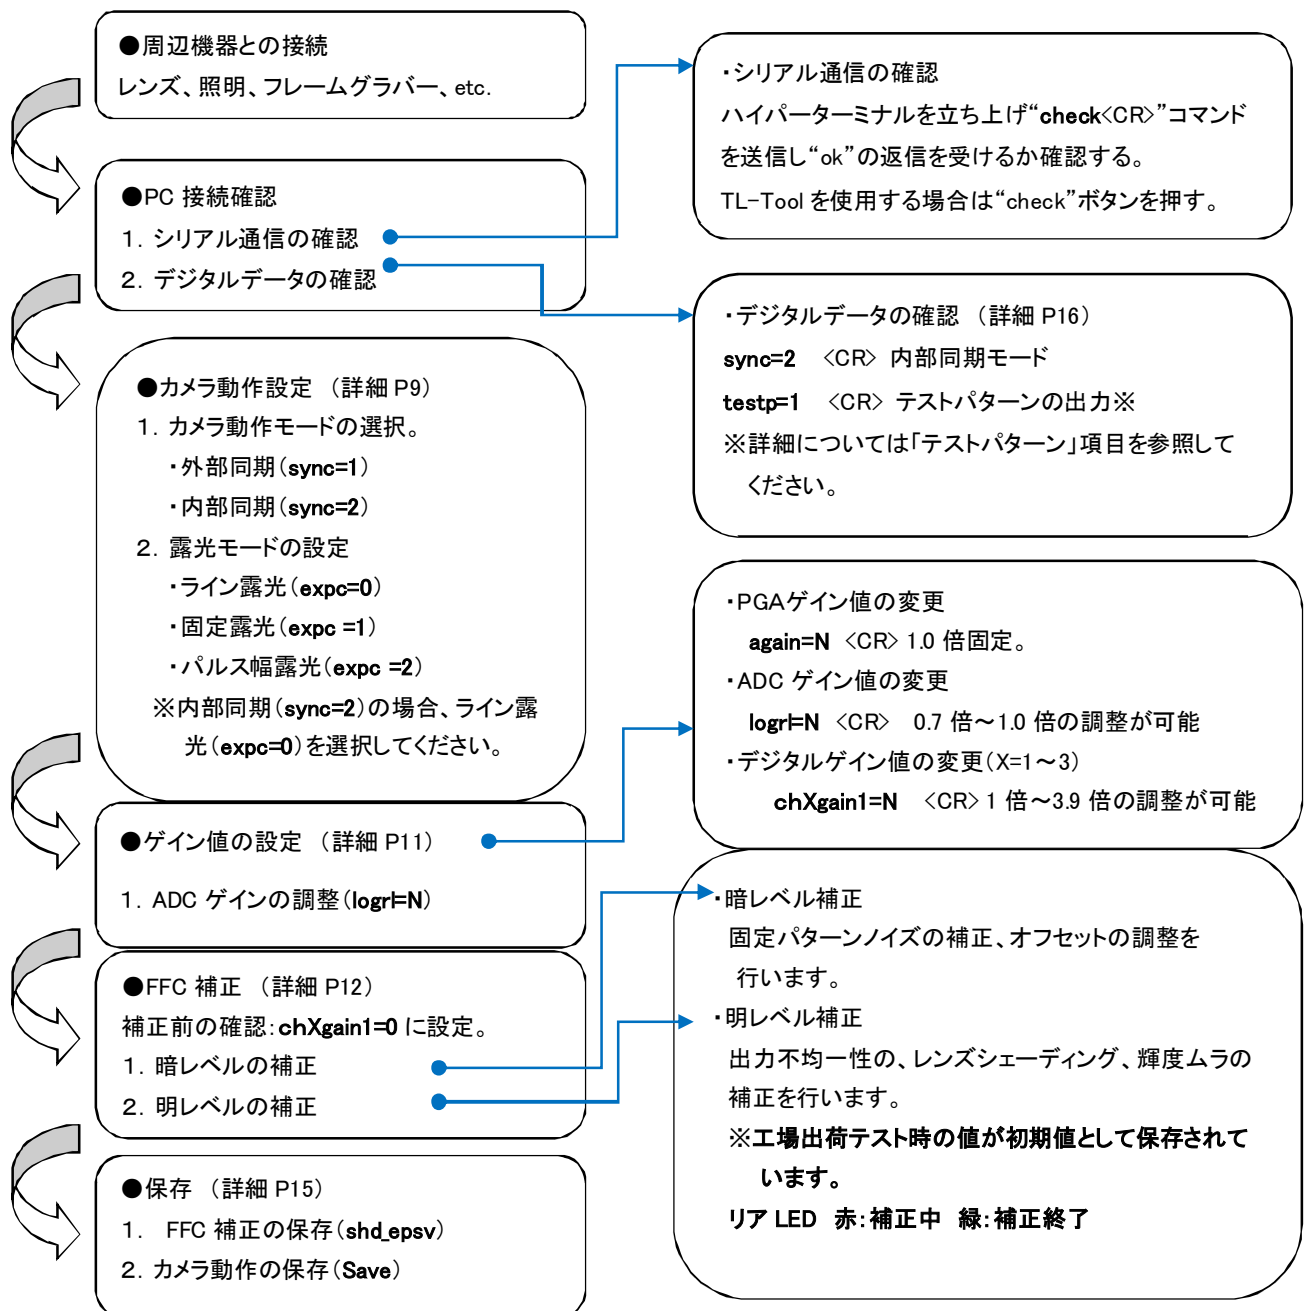 ●周辺機器との接続
レンズ、照明、フレームグラバー、etc.
●PC 接続確認
1. シリアル通信の確認
2. デジタルデータの確認
●カメラ動作設定 （詳細 P9）
1. カメラ動作モードの選択。
・外部同期（sync=1）
・内部同期（sync=2）
2. 露光モードの設定
・ライン露光（expc=0）
・固定露光（expc =1）
・パルス幅露光（expc =2）
※内部同期（sync=2）の場合、ライン露
光（expc=0）を選択してください。
●ゲイン値の設定 （詳細 P11）
1. ADC ゲインの調整（logrl=N）
●FFC 補正 （詳細 P12）
補正前の確認：chXgain1=0 に設定。
1. 暗レベルの補正
2. 明レベルの補正
●保存 （詳細 P15）
1. FFC 補正の保存（shd_epsv）
2. カメラ動作の保存（Save）
・シリアル通信の確認
ハイパーターミナルを立ち上げ“check<CR>”コマンド
を送信し“ok”の返信を受けるか確認する。
TL-Tool を使用する場合は“check”ボタンを押す。
・デジタルデータの確認 （詳細 P16）
sync=2 <CR> 内部同期モード
testp=1 <CR> テストパターンの出力※
※詳細については「テストパターン」項目を参照して
ください。
・PGAゲイン値の変更
again=N <CR> 1.0 倍固定。
・ADC ゲイン値の変更
logrl=N <CR> 0.7 倍～1.0 倍の調整が可能
・デジタルゲイン値の変更（X=1～3）
chXgain1=N <CR> 1 倍～3.9 倍の調整が可能
・暗レベル補正
固定パターンノイズの補正、オフセットの調整を
行います。
・明レベル補正
出力不均一性の、レンズシェーディング、輝度ムラの
補正を行います。
※工場出荷テスト時の値が初期値として保存されて
います。
リア LED 赤：補正中 緑：補正終了